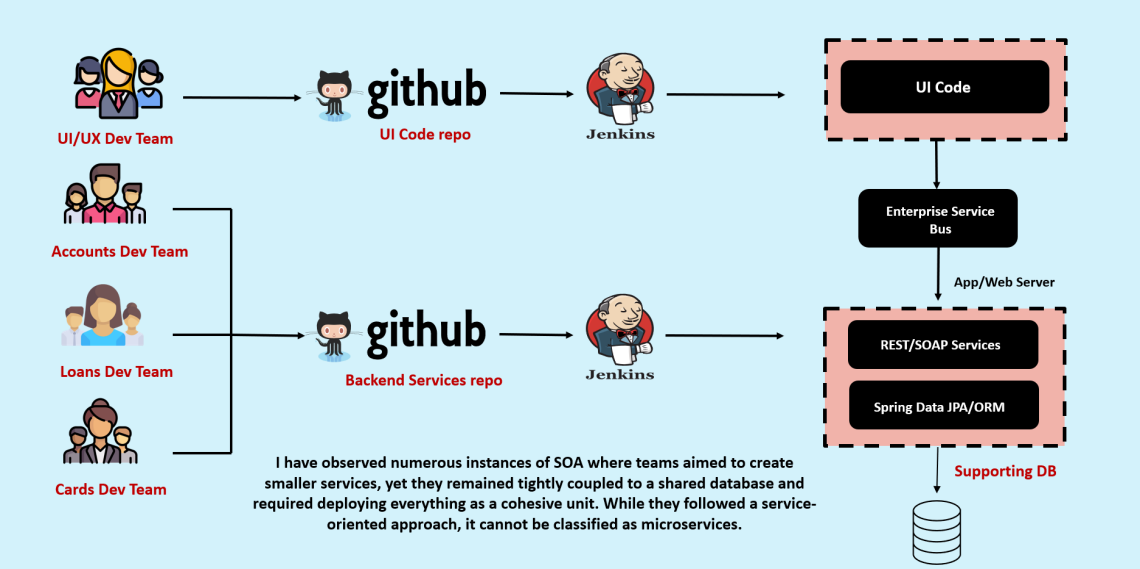 github
UI Code
UI/UX Dev Team
UI Code repo
Jenkins
Enterprise Service
Bus
Accounts Dev Team
App/Web Server
github
REST/SOAP Services
Loans Dev Team
Backend Services repo
Jenkins
Spring Data JPA/ORM
I have observed numerous instances of SOA where teams aimed to create
smaller services, yet they remained tightly coupled to a shared database and
required deploying everything as a cohesive unit. While they followed a service-
oriented approach, it cannot be classified as microservices.
Supporting DB
Cards Dev Team